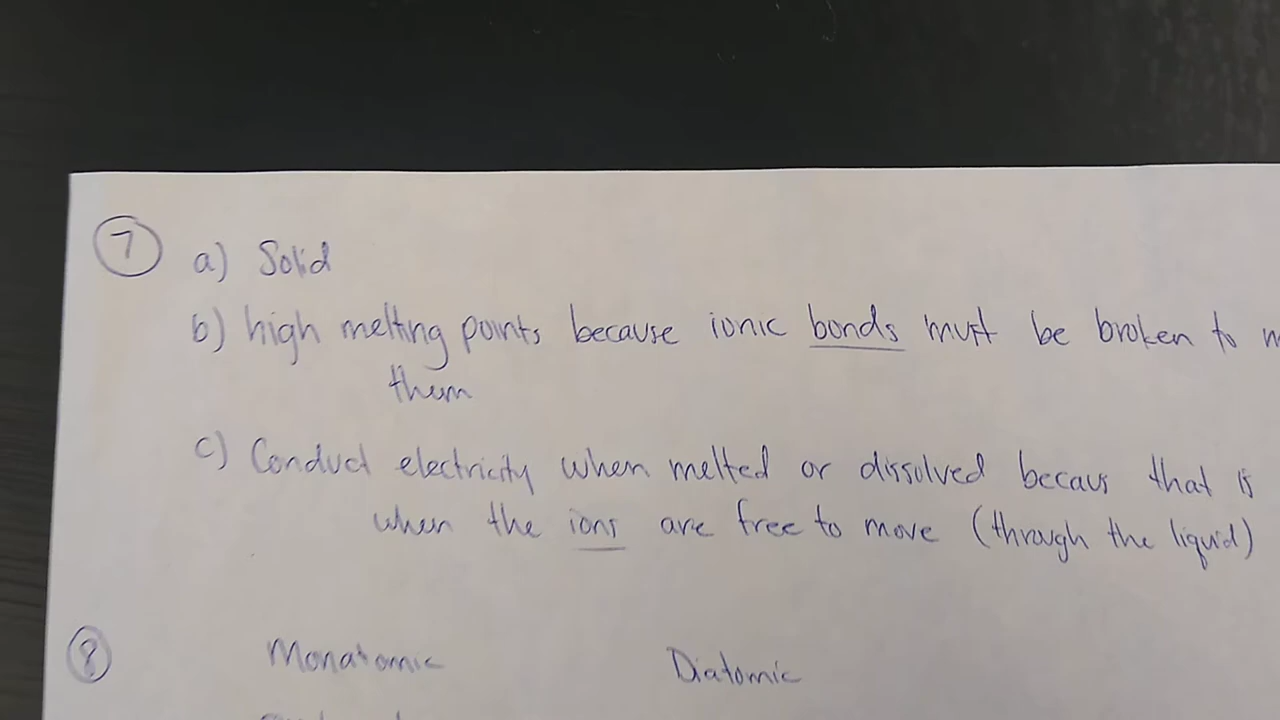 7 a) Solid
b) high melting points because ionic bonds must be broken to
them
c) Conduct electricity when melted or dissolved becaus that is
when the ions are free to move (through the liquid)
8 Monatomic Diatomic